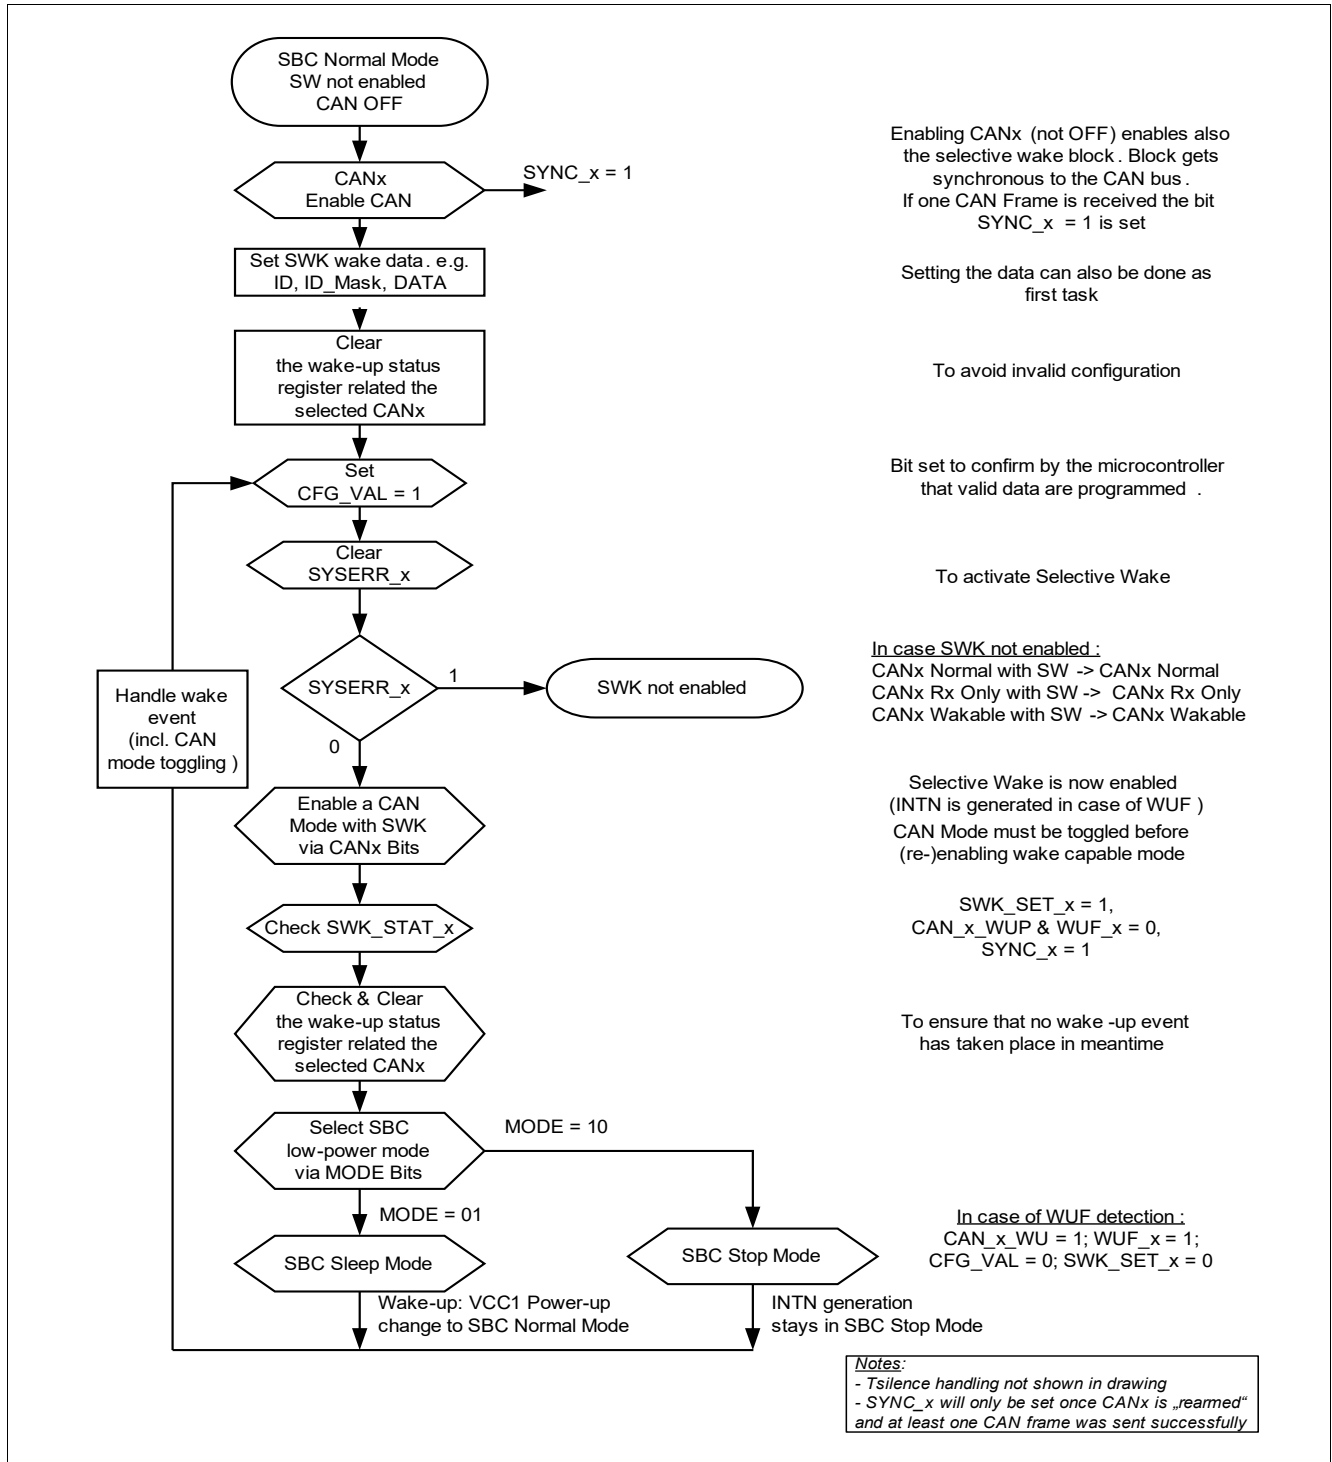 SBC Normal Mode
SW not enabled
CAN OFF
Enabling CANx (not OFF) enables also
the selective wake block. Block gets
synchronous to the CAN bus.
If one CAN Frame is received the bit
SYNC_x = 1 is set
CANx
Enable CAN
SYNC_x = 1
Set SWK wake data. e.g.
ID, ID_Mask, DATA
Setting the data can also be done as
first task
Clear
the wake-up status
register related the
selected CANx
To avoid invalid configuration
Set
CFG_VAL = 1
Bit set to confirm by the microcontroller
that valid data are programmed .
Clear
SYSERR_x
To activate Selective Wake
SYSERR_x
1
0
SWK not enabled
In case SWK not enabled :
CANx Normal with SW -> CANx Normal
CANx Rx Only with SW -> CANx Rx Only
CANx Wakable with SW -> CANx Wakable
Handle wake
event
(incl. CAN
mode toggling )
Enable a CAN
Mode with SWK
via CANx Bits
Selective Wake is now enabled
(INTN is generated in case of WUF )
CAN Mode must be toggled before
(re-)enabling wake capable mode
Check SWK_STAT_x
SWK_SET_x = 1,
CAN_x_WUP & WUF_x = 0,
SYNC_x = 1
Check & Clear
the wake-up status
register related the
selected CANx
To ensure that no wake -up event
has taken place in meantime
Select SBC
low-power mode
via MODE Bits
MODE = 10
MODE = 01
SBC Sleep Mode
SBC Stop Mode
In case of WUF detection :
CAN_x_WU = 1; WUF_x = 1;
CFG_VAL = 0; SWK_SET_x = 0
Wake-up: VCC1 Power-up
change to SBC Normal Mode
INTN generation
stays in SBC Stop Mode
Notes:
- Tsilence handling not shown in drawing
- SYNC_x will only be set once CANx is „rearmed“
and at least one CAN frame was sent successfully